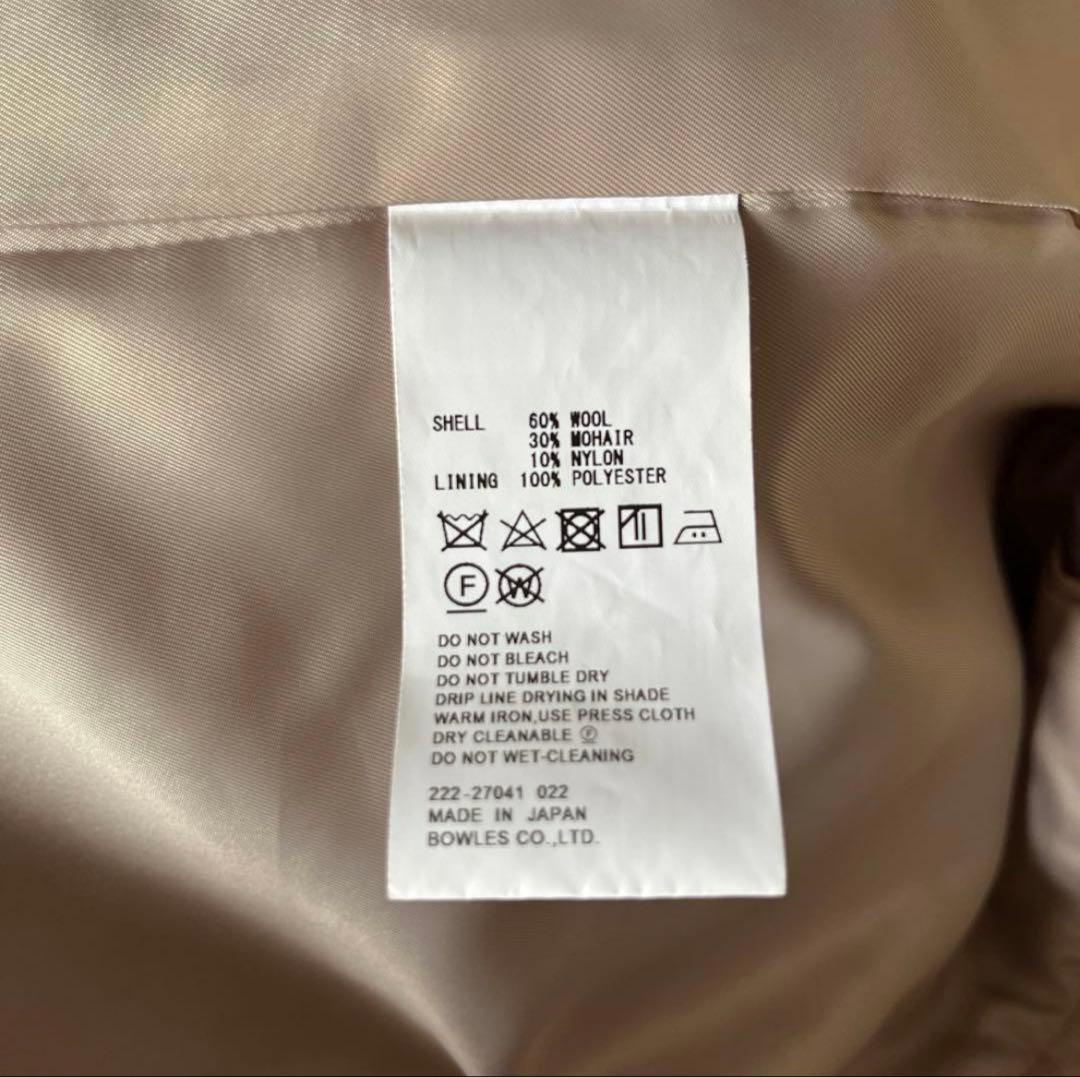 SHELL 60% WOOL
30% MOHAIR
10% NYLON
LINING 100% POLYESTER
F W
DO NOT WASH
DO NOT BLEACH
DO NOT TUMBLE DRY
DRIP LINE DRYING IN SHADE
WARM IRON,USE PRESS CLOTH
DRY CLEANABLE Ⓕ
DO NOT WET-CLEANING
222-27041 022
MADE IN JAPAN
BOWLES CO.,LTD.